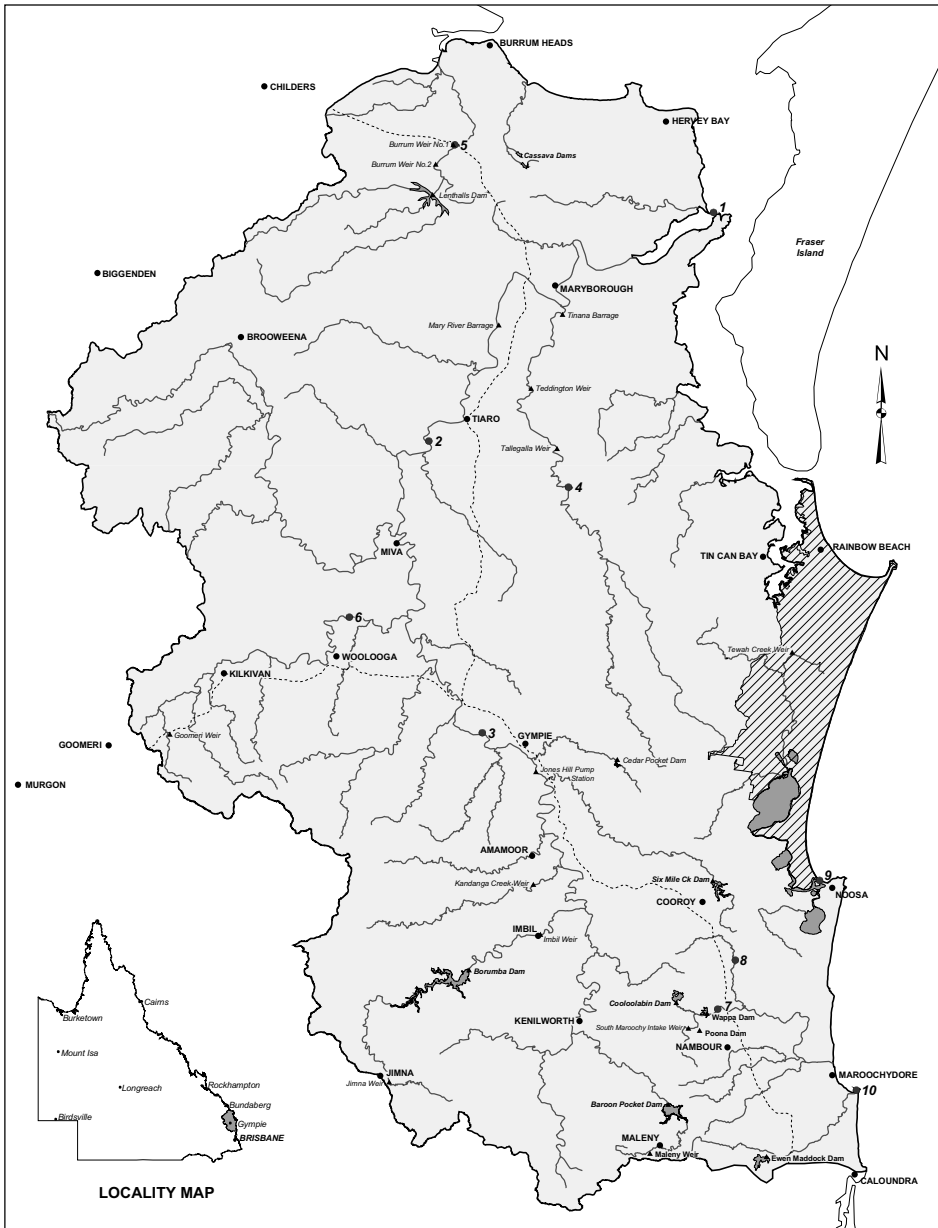 BURRUM HEADS
CHILDERS
HERVEY BAY
Burrum Weir No.1
5
Cassava Dams
Burrum Weir No.2
Lenthalls Dam
1
Fraser
Island
BIGGENDEN
MARYBOROUGH
Tinana Barrage
Mary River Barrage
BROOWEENA
N
Teddington Weir
TIARO
2
Tallegalla Weir
4
MIVA
TIN CAN BAY
RAINBOW BEACH
6
WOOLOOGA
Tewah Creek Weir
KILKIVAN
Goomeri Weir
GOOMERI
3
GYMPIE
Cedar Pocket Dam
Jones Hill Pump
Station
MURGON
AMAMOOR
Kandanga Creek Weir
Six Mile Ck Dam
9
NOOSA
COOROY
IMBIL
Imbil Weir
8
Borumba Dam
Cooloolabin Dam
7
Wappa Dam
KENILWORTH
South Maroochy Intake Weir
Poona Dam
NAMBOUR
JIMNA
Jimna Weir
MAROOCHYDORE
10
Baroon Pocket Dam
MALENY
Maleny Weir
Ewen Maddock Dam
CALOUNDRA
Cairns
Burketown
Mount Isa
Longreach
Rockhampton
Bundaberg
Birdsville
Gympie
BRISBANE
LOCALITY MAP